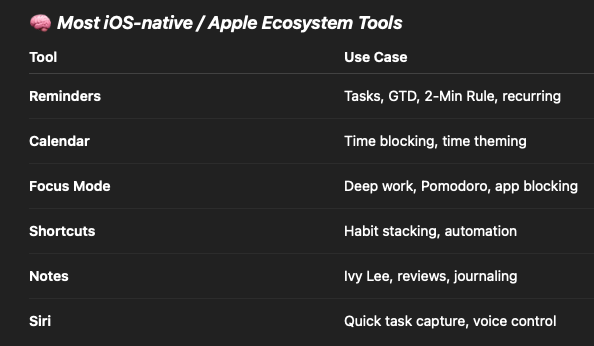 🧠 Most iOS-native / Apple Ecosystem Tools
Tool Use Case
Reminders Tasks, GTD, 2-Min Rule, recurring
Calendar Time blocking, time theming
Focus Mode Deep work, Pomodoro, app blocking
Shortcuts Habit stacking, automation
Notes Ivy Lee, reviews, journaling
Siri Quick task capture, voice control